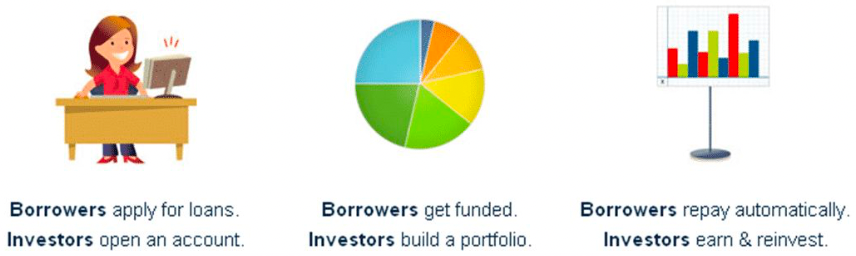 Borrowers apply for loans.
Investors open an account.
Borrowers get funded.
Investors build a portfolio.
Borrowers repay automatically.
Investors earn & reinvest.